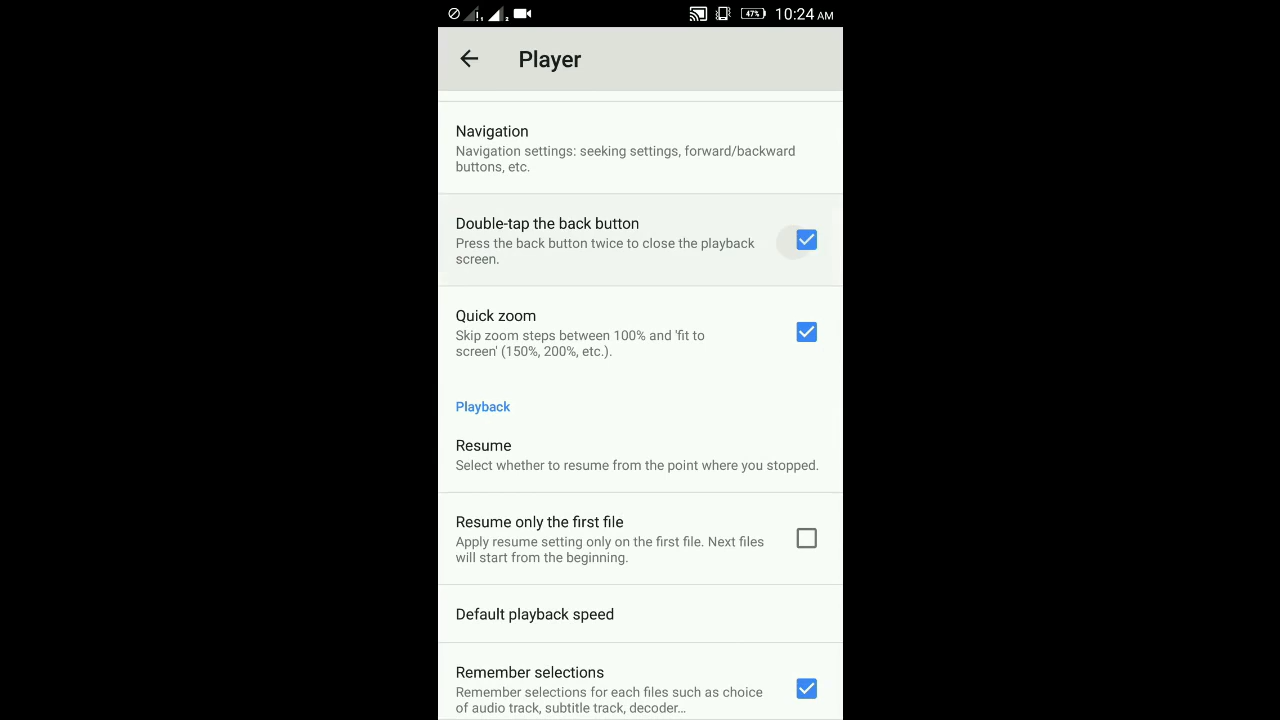 47% 10:24 AM
Player
Navigation
Navigation settings: seeking settings, forward/backward
buttons, etc.
Double-tap the back button
Press the back button twice to close the playback
screen.
Quick zoom
Skip zoom steps between 100% and 'fit to
screen' (150%, 200%, etc.).
Playback
Resume
Select whether to resume from the point where you stopped.
Resume only the first file
Apply resume setting only on the first file. Next files
will start from the beginning.
Default playback speed
Remember selections
Remember selections for each files such as choice
of audio track, subtitle track, decoder...